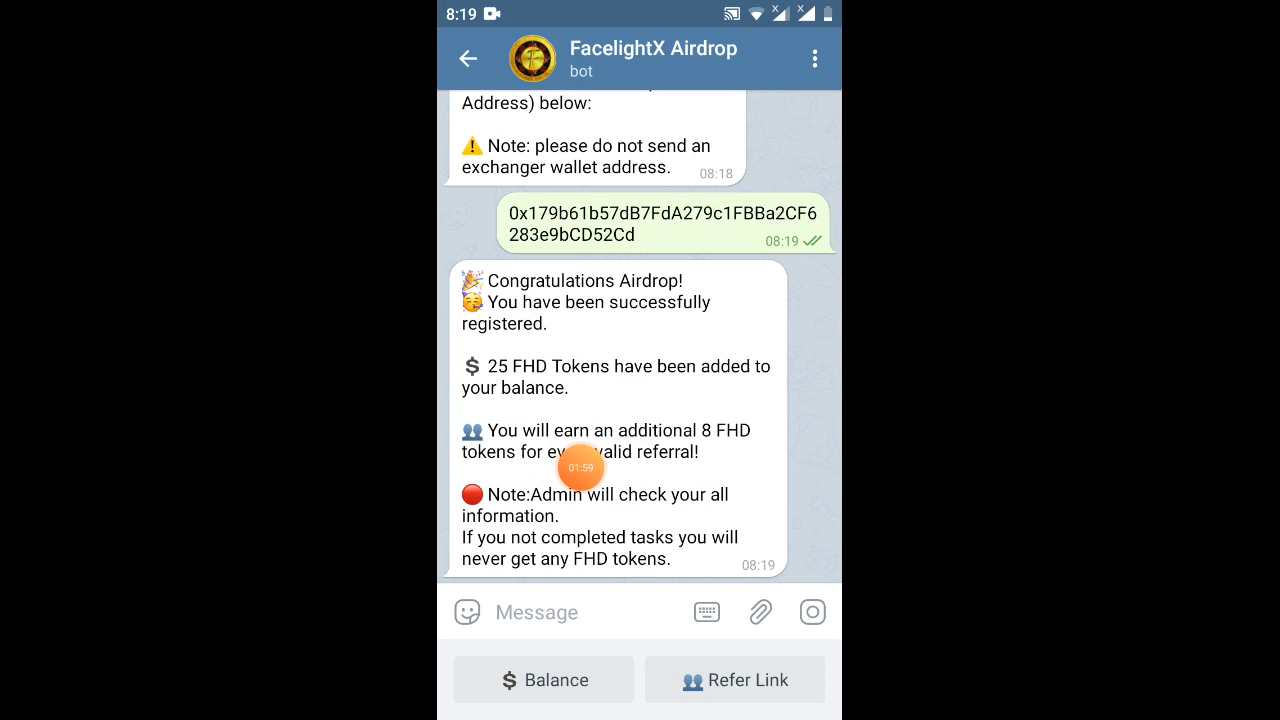 8:19
FacelightX Airdrop
bot
Address) below:
⚠️ Note: please do not send an
exchanger wallet address.
08:18
0x179b61b57dB7FdA279c1FBBa2CF6
283e9bCD52Cd
08:19
🎉 Congratulations Airdrop!
🥳 You have been successfully
registered.
💲 25 FHD Tokens have been added to
your balance.
👥 You will earn an additional 8 FHD
tokens for valid referral!
01:59
🔴 Note:Admin will check your all
information.
If you not completed tasks you will
never get any FHD tokens.
08:19
Message
💲 Balance
👥 Refer Link